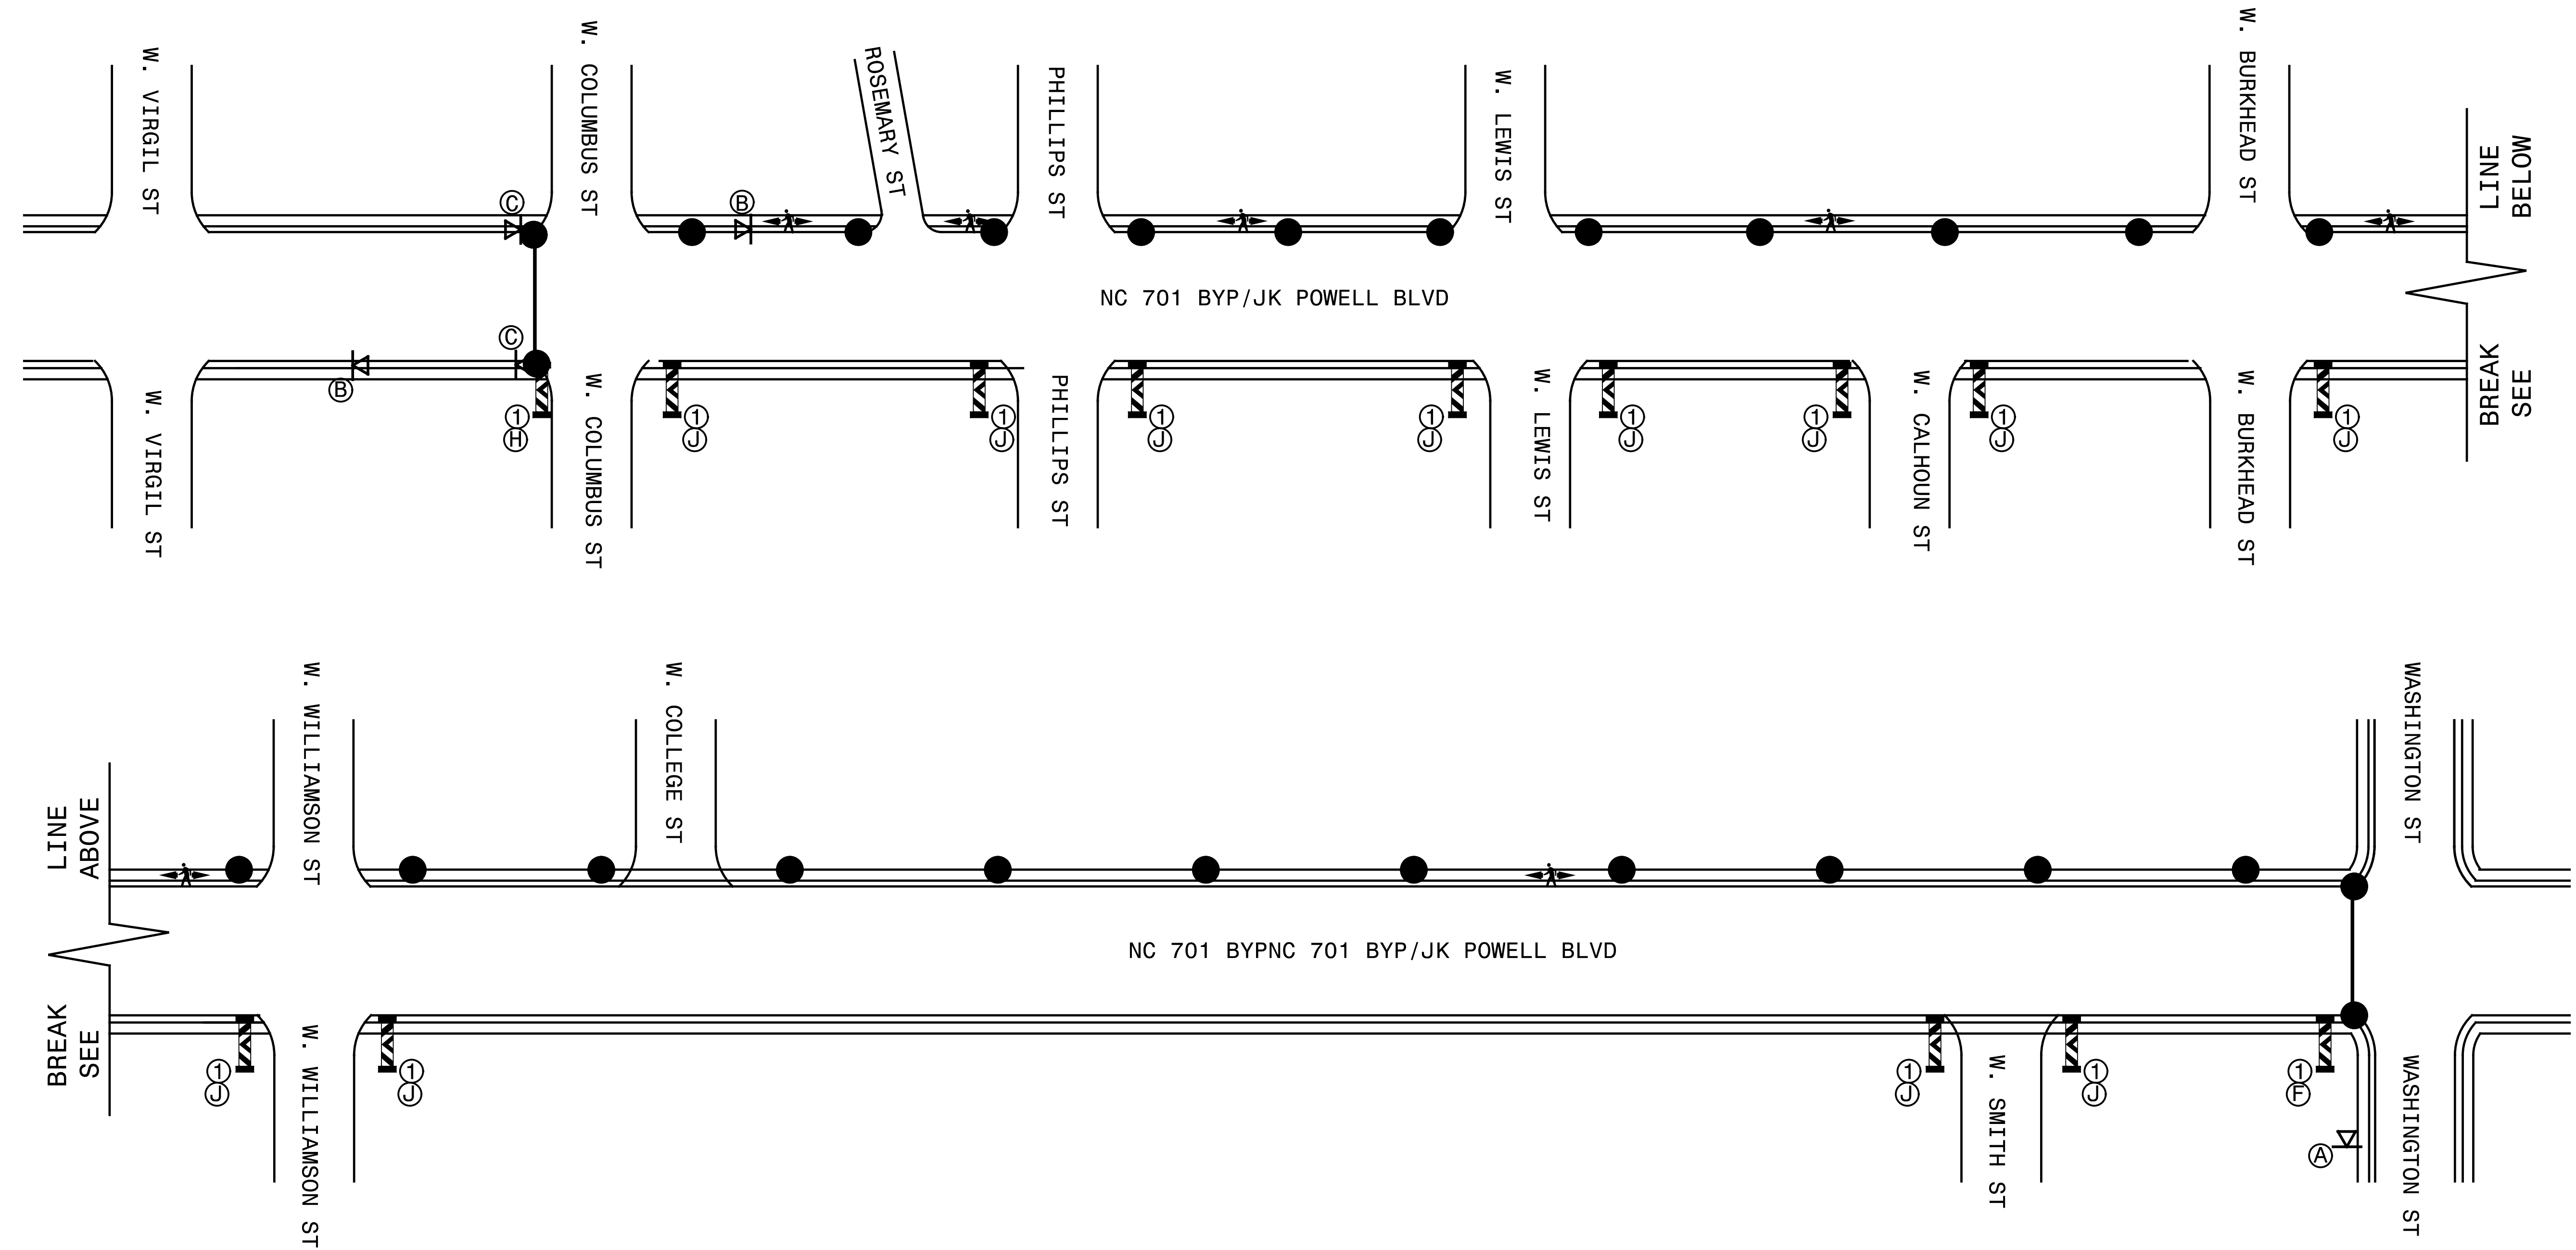 W. VIRGIL ST
W. COLUMBUS ST
ROSEMARY ST
PHILLIPS ST
W. LEWIS ST
W. BURKHEAD ST
LINE
BELOW
C
B
NC 701 BYP/JK POWELL BLVD
C
B
BREAK
SEE
1
H
1
J
1
J
1
J
1
J
1
J
1
J
1
J
1
J
W. VIRGIL ST
W. COLUMBUS ST
PHILLIPS ST
W. LEWIS ST
W. CALHOUN ST
W. BURKHEAD ST
W. WILLIAMSON ST
W. COLLEGE ST
WASHINGTON ST
LINE
ABOVE
NC 701 BYPNC 701 BYP/JK POWELL BLVD
BREAK
SEE
1
J
1
J
1
J
1
J
1
F
A
W. WILLIAMSON ST
W. SMITH ST
WASHINGTON ST